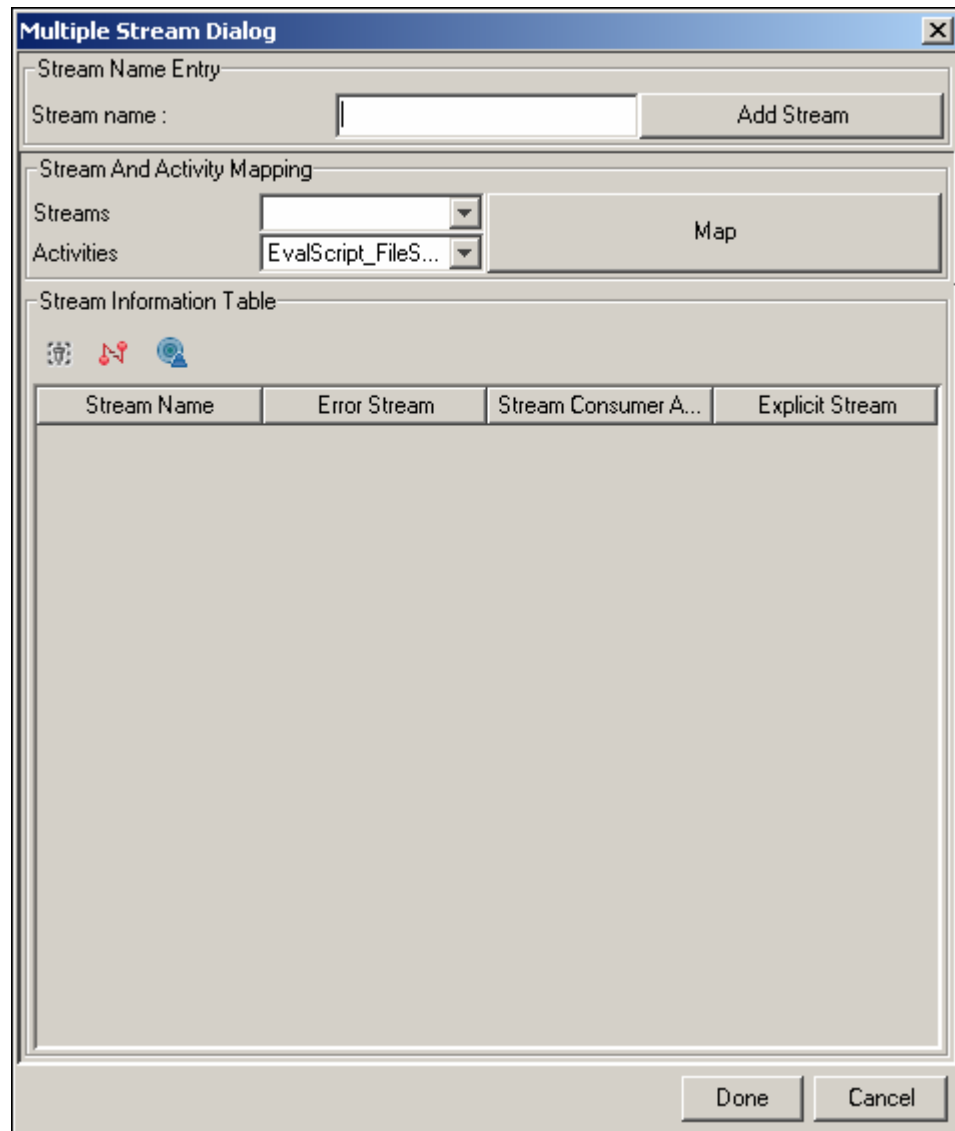 Multiple Stream Dialog
Stream Name Entry
Stream name :
Add Stream
Stream And Activity Mapping
Streams
Map
Activities
EvalScript_FileS...
Stream Information Table
Stream Name
Error Stream
Stream Consumer A...
Explicit Stream
Done
Cancel